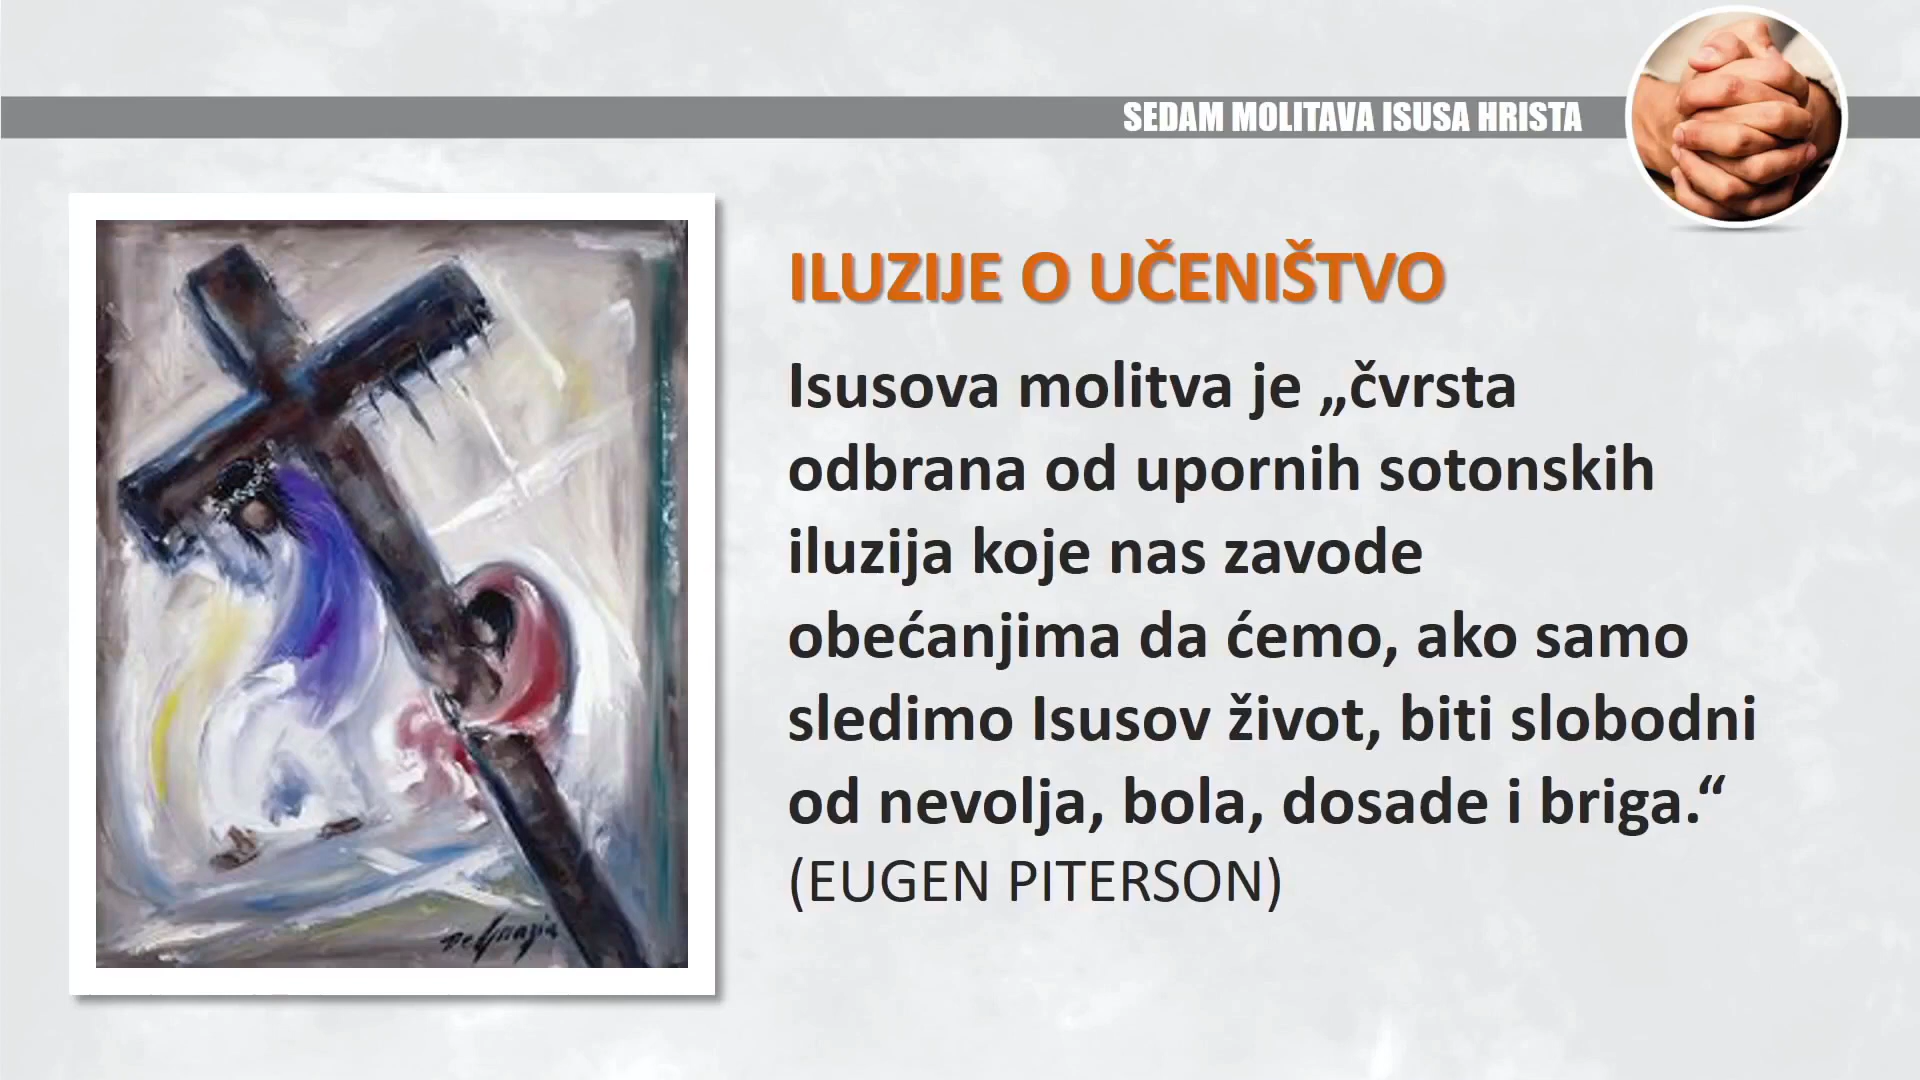 SEDAM MOLITAVA ISUSA HRISTA
ILUZIJE O UČENIŠTVO
Isusova molitva je „čvrsta
odbrana od upornih sotonskih
iluzija koje nas zavode
obećanjima da ćemo, ako samo
sledimo Isusov život, biti slobodni
od nevolja, bola, dosade i briga.“
(EUGEN PITERSON)